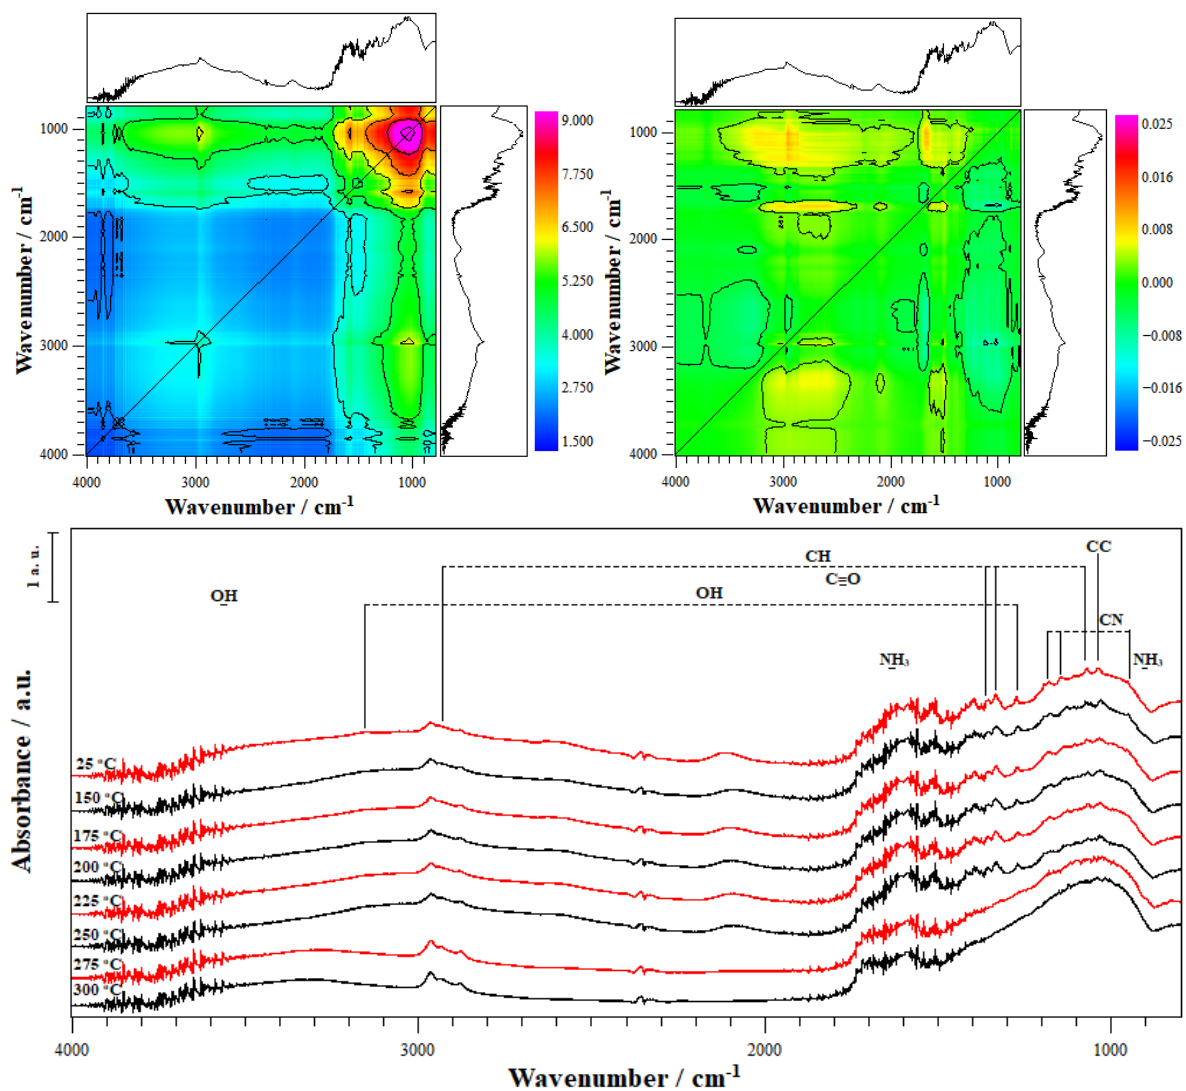 1000
2000
3000
4000
Wavenumber / cm-1
4000 3000 2000 1000
Wavenumber / cm-1
9.000
7.750
6.500
5.250
4.000
2.750
1.500
1000
2000
3000
4000
Wavenumber / cm-1
4000 3000 2000 1000
Wavenumber / cm-1
0.025
0.016
0.008
0.000
−0.008
−0.016
−0.025
1 a. u.
Absorbance / a.u.
CC
CH
C≡O
OH
OH
CN
NH3
NH3
25 °C
150 °C
175 °C
200 °C
225 °C
250 °C
275 °C
300 °C
4000 3000 2000 1000
Wavenumber / cm-1